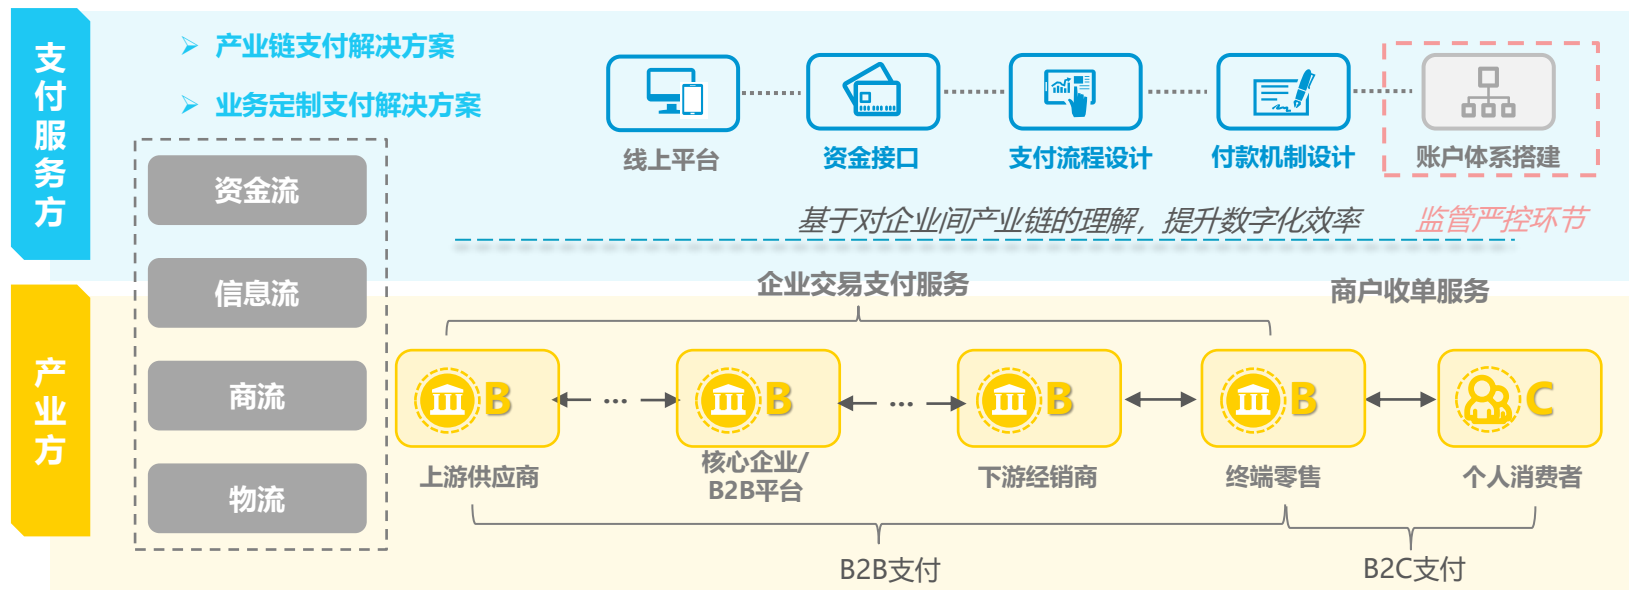 支付服务方
产业链支付解决方案
业务定制支付解决方案
线上平台
资金接口
支付流程设计
付款机制设计
账户体系搭建
基于对企业间产业链的理解，提升数字化效率
监管严控环节
资金流
信息流
商流
物流
产业方
企业交易支付服务
商户收单服务
B
...
B
...
B
B
C
上游供应商
核心企业/
B2B平台
下游经销商
终端零售
个人消费者
B2B支付
B2C支付